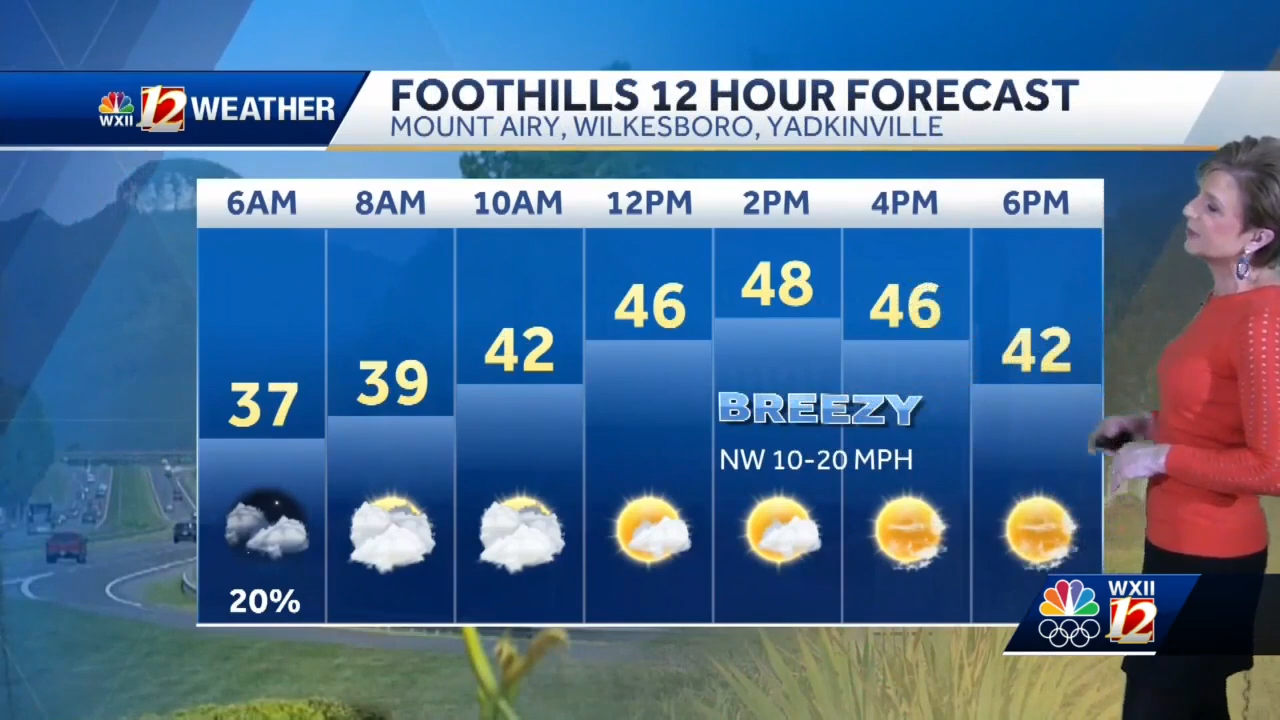 WXII 12 WEATHER
FOOTHILLS 12 HOUR FORECAST
MOUNT AIRY, WILKESBORO, YADKINVILLE
6AM 8AM 10AM 12PM 2PM 4PM 6PM
37 39 42 46 48 46 42
BREEZY
NW 10-20 MPH
20%
WXII
12